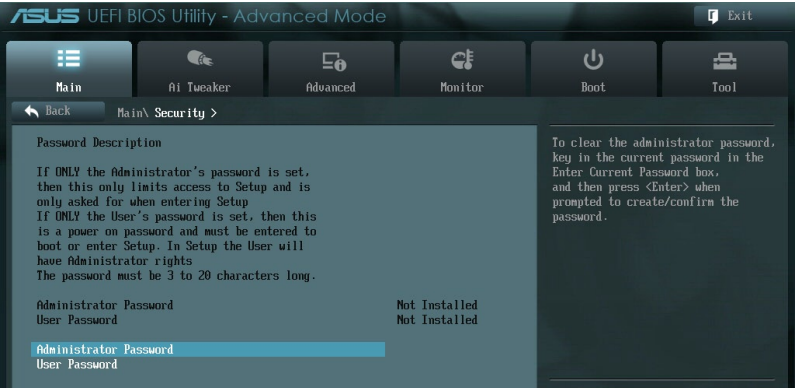 ASUS UEFI BIOS Utility - Advanced Mode
Exit
Main
Ai Tweaker
Advanced
Monitor
Boot
Tool
Back
Main\ Security >
Password Description
If ONLY the Administrator's password is set,
then this only limits access to Setup and is
only asked for when entering Setup
If ONLY the User's password is set, then this
is a power on password and must be entered to
boot or enter Setup. In Setup the User will
have Administrator rights
The password must be 3 to 20 characters long.
Administrator Password Not Installed
User Password Not Installed
Administrator Password
User Password
To clear the administrator password,
key in the current password in the
Enter Current Password box,
and then press <Enter> when
prompted to create/confirm the
password.